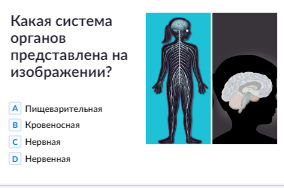 Какая система
органов
представлена на
изображении?
A Пищеварительная
B Кровеносная
C Нервная
D Нервенная